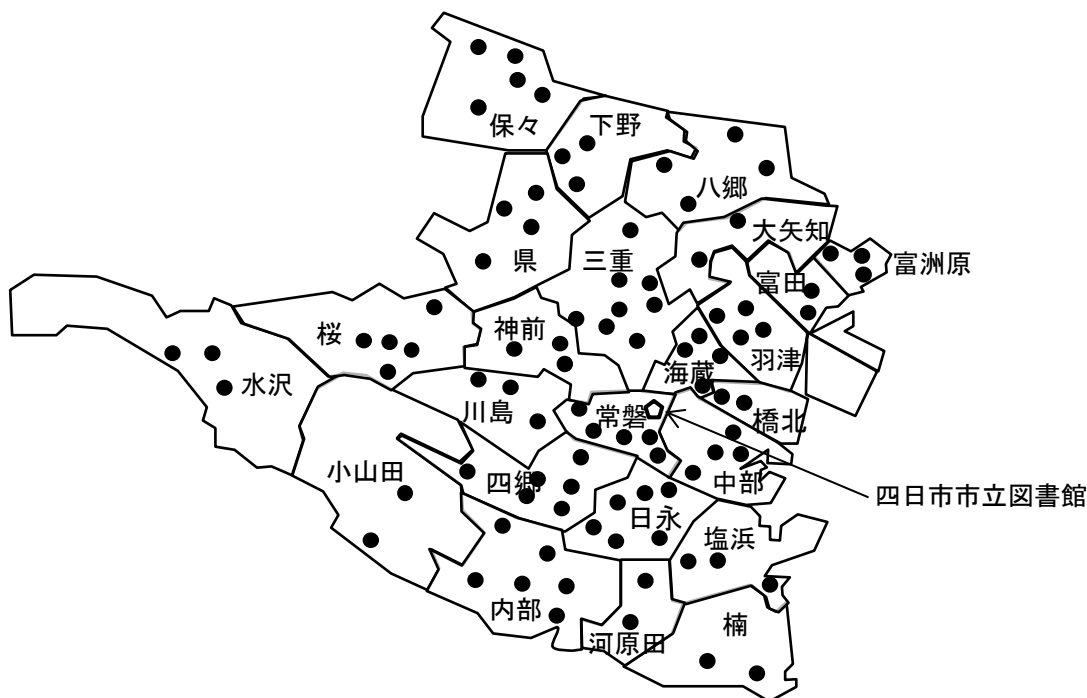 保々
下野
八郷
大矢知
富洲原
県
三重
富田
桜
神前
羽津
水沢
海蔵
川島
常磐
橋北
小山田
四郷
中部
四日市市立図書館
日永
塩浜
内部
河原田
楠